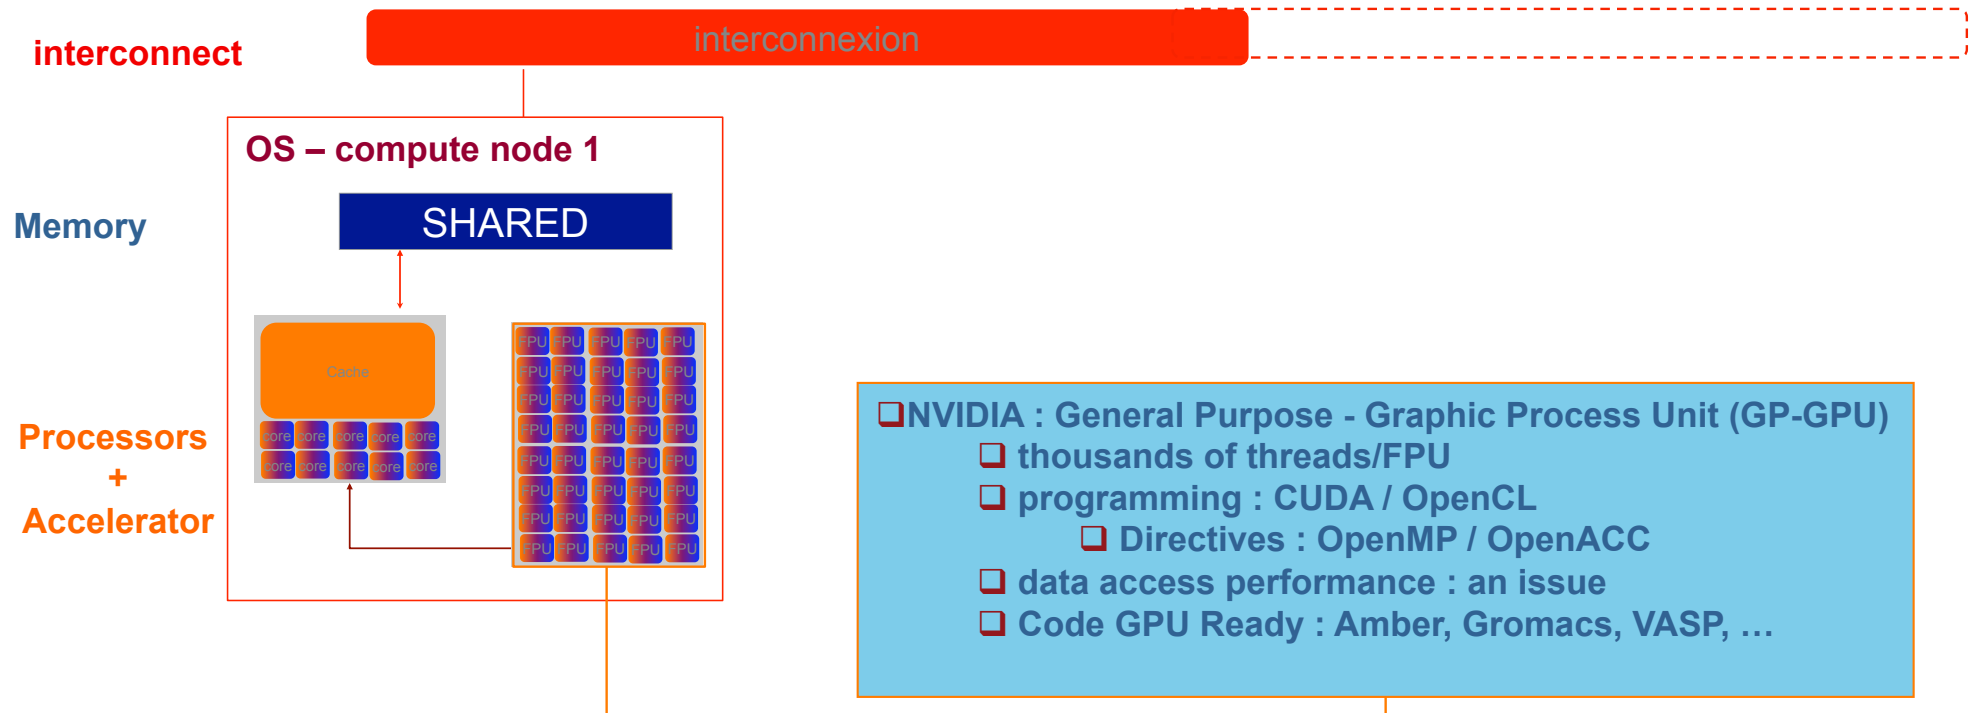 interconnexion
interconnect
OS – compute node 1
SHARED
Memory
Cache
core core core core core
core core core core core
FPU FPU FPU FPU FPU
FPU FPU FPU FPU FPU
FPU FPU FPU FPU FPU
FPU FPU FPU FPU FPU
FPU FPU FPU FPU FPU
FPU FPU FPU FPU FPU
FPU FPU FPU FPU FPU
FPU FPU FPU FPU FPU
Processors
+
Accelerator
NVIDIA : General Purpose - Graphic Process Unit (GP-GPU)
thousands of threads/FPU
programming : CUDA / OpenCL
Directives : OpenMP / OpenACC
data access performance : an issue
Code GPU Ready : Amber, Gromacs, VASP, …